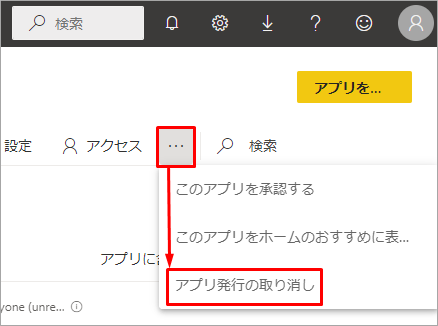 検索
アプリを...
設定
アクセス
...
検索
このアプリを承認する
このアプリをホームのおすすめに表...
アプリに
アプリ発行の取り消し
yone (unre...